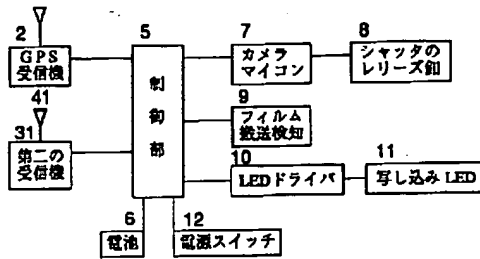 2
GPS
受信機
41
31
第二の
受信機
5
制
御
部
6
電池
12
電源スイッチ
7
カメラ
マイコン
8
シャッタの
レリーズ釦
9
フィルム
搬送検知
10
LEDドライバ
11
写し込みLED